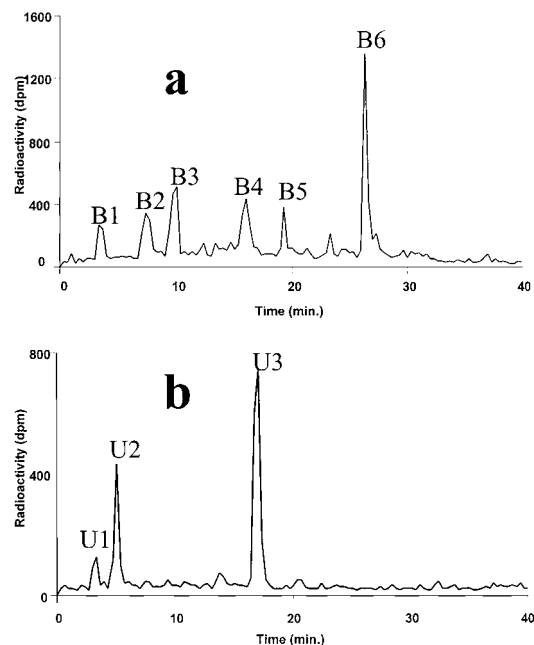 1600
1200
800
400
0
Radioactivity (dpm)
a
B1
B2
B3
B4
B5
B6
0 10 20 30 40
Time (min.)
800
400
0
Radioactivity (dpm)
b
U1
U2
U3
0 10 20 30 40
Time (min.)